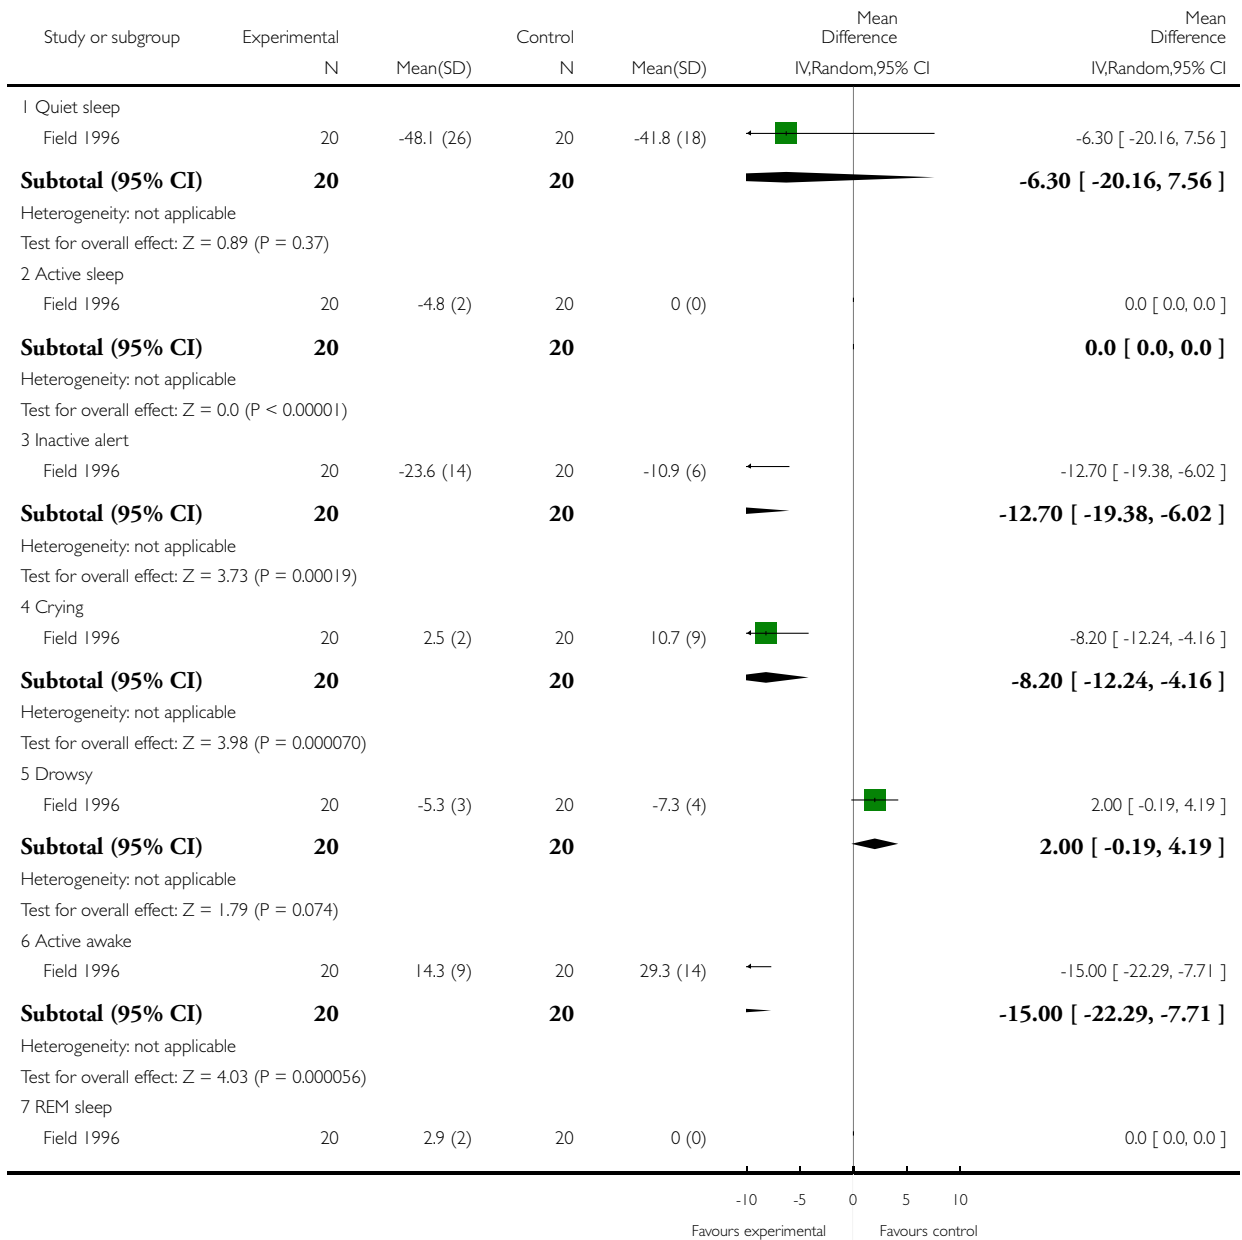 Mean Mean
Study or subgroup Experimental Control Difference Difference
N Mean(SD) N Mean(SD) IV,Random,95% CI IV,Random,95% CI
1 Quiet sleep
Field 1996 20 -48.1 (26) 20 -41.8 (18) -6.30 [ -20.16, 7.56 ]
Subtotal (95% CI) 20 20 -6.30 [ -20.16, 7.56 ]
Heterogeneity: not applicable
Test for overall effect: Z = 0.89 (P = 0.37)
2 Active sleep
Field 1996 20 -4.8 (2) 20 0 (0) 0.0 [ 0.0, 0.0 ]
Subtotal (95% CI) 20 20 0.0 [ 0.0, 0.0 ]
Heterogeneity: not applicable
Test for overall effect: Z = 0.0 (P < 0.00001)
3 Inactive alert
Field 1996 20 -23.6 (14) 20 -10.9 (6) -12.70 [ -19.38, -6.02 ]
Subtotal (95% CI) 20 20 -12.70 [ -19.38, -6.02 ]
Heterogeneity: not applicable
Test for overall effect: Z = 3.73 (P = 0.00019)
4 Crying
Field 1996 20 2.5 (2) 20 10.7 (9) -8.20 [ -12.24, -4.16 ]
Subtotal (95% CI) 20 20 -8.20 [ -12.24, -4.16 ]
Heterogeneity: not applicable
Test for overall effect: Z = 3.98 (P = 0.000070)
5 Drowsy
Field 1996 20 -5.3 (3) 20 -7.3 (4) 2.00 [ -0.19, 4.19 ]
Subtotal (95% CI) 20 20 2.00 [ -0.19, 4.19 ]
Heterogeneity: not applicable
Test for overall effect: Z = 1.79 (P = 0.074)
6 Active awake
Field 1996 20 14.3 (9) 20 29.3 (14) -15.00 [ -22.29, -7.71 ]
Subtotal (95% CI) 20 20 -15.00 [ -22.29, -7.71 ]
Heterogeneity: not applicable
Test for overall effect: Z = 4.03 (P = 0.000056)
7 REM sleep
Field 1996 20 2.9 (2) 20 0 (0) 0.0 [ 0.0, 0.0 ]
-10 -5 0 5 10
Favours experimental Favours control